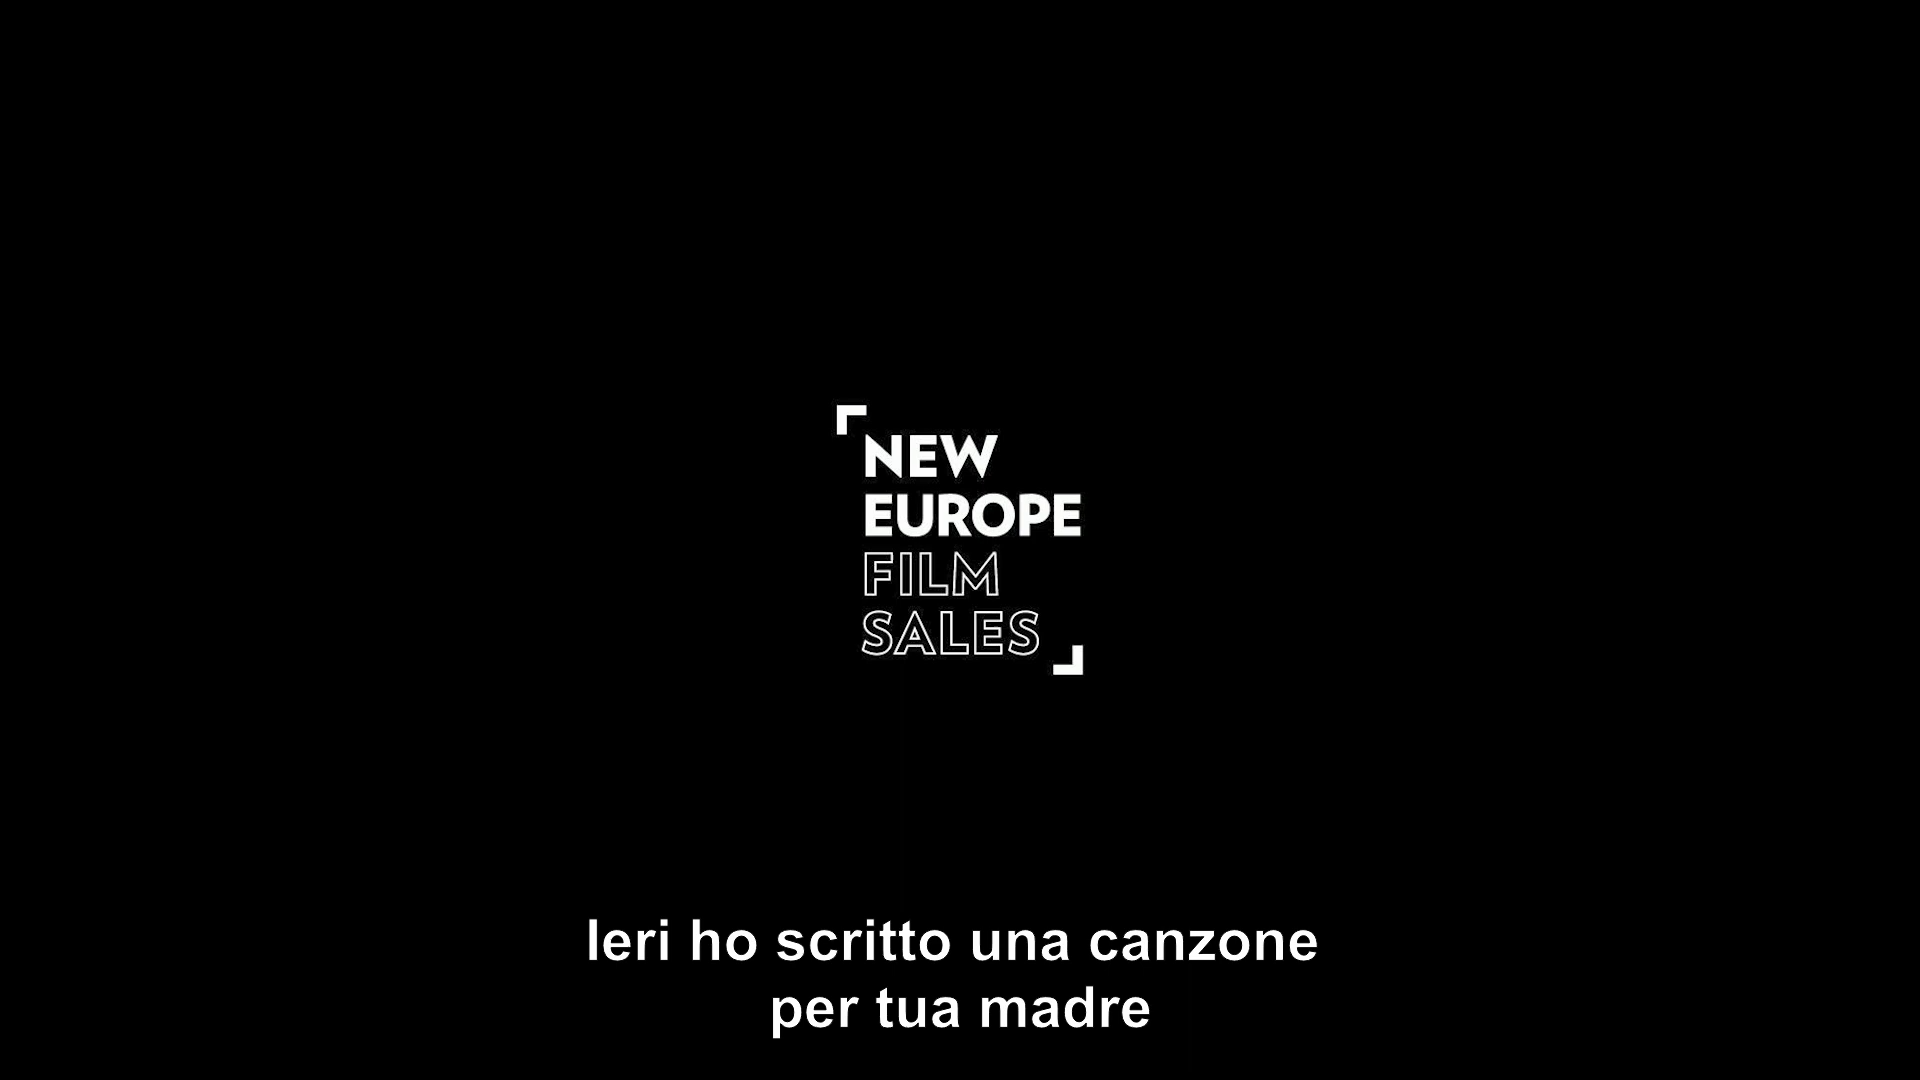 NEW
EUROPE
FILM
SALES
Ieri ho scritto una canzone
per tua madre